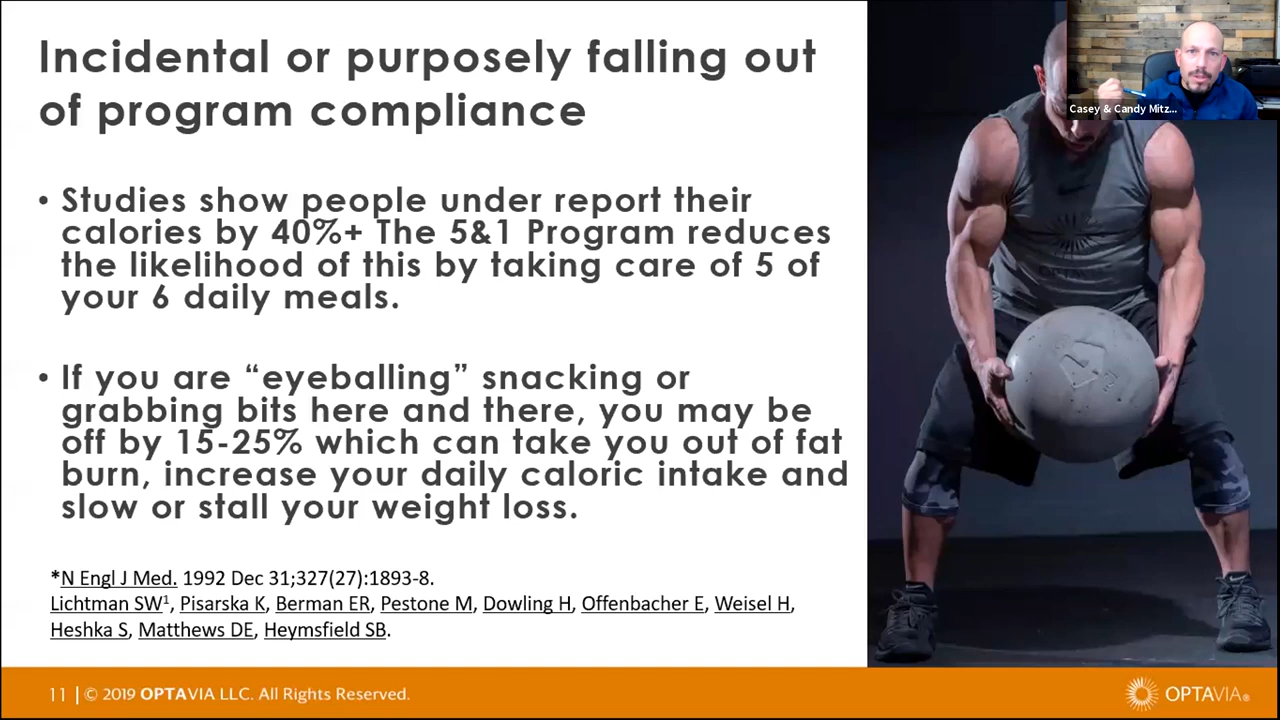 Incidental or purposely falling out
of program compliance
• Studies show people under report their
calories by 40%+ The 5&1 Program reduces
the likelihood of this by taking care of 5 of
your 6 daily meals.
• If you are “eyeballing” snacking or
grabbing bits here and there, you may be
off by 15-25% which can take you out of fat
burn, increase your daily caloric intake and
slow or stall your weight loss.
*N Engl J Med. 1992 Dec 31;327(27):1893-8.
Lichtman SW¹, Pisarska K, Berman ER, Pestone M, Dowling H, Offenbacher E, Weisel H,
Heshka S, Matthews DE, Heymsfield SB.
Casey & Candy Mitz...
11 | © 2019 OPTAVIA LLC. All Rights Reserved.
OPTAVIA®